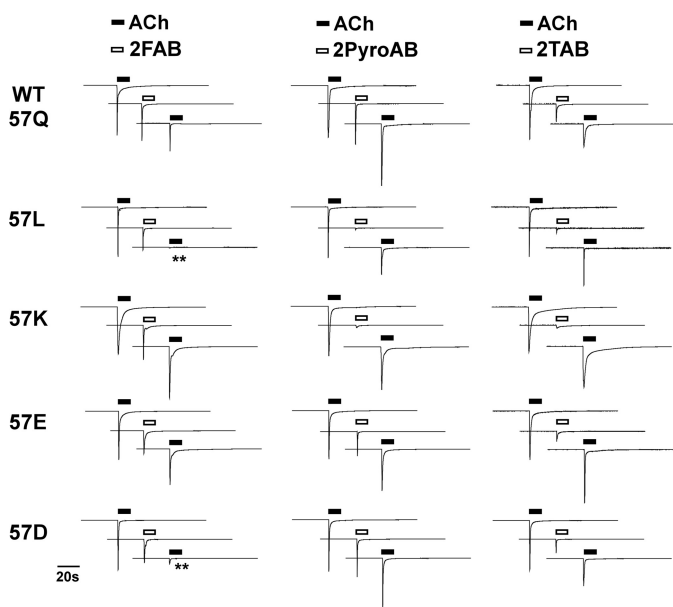 ACh ACh ACh
2FAB 2PyroAB 2TAB
WT
57Q
57L
**
57K
57E
57D
**
20s